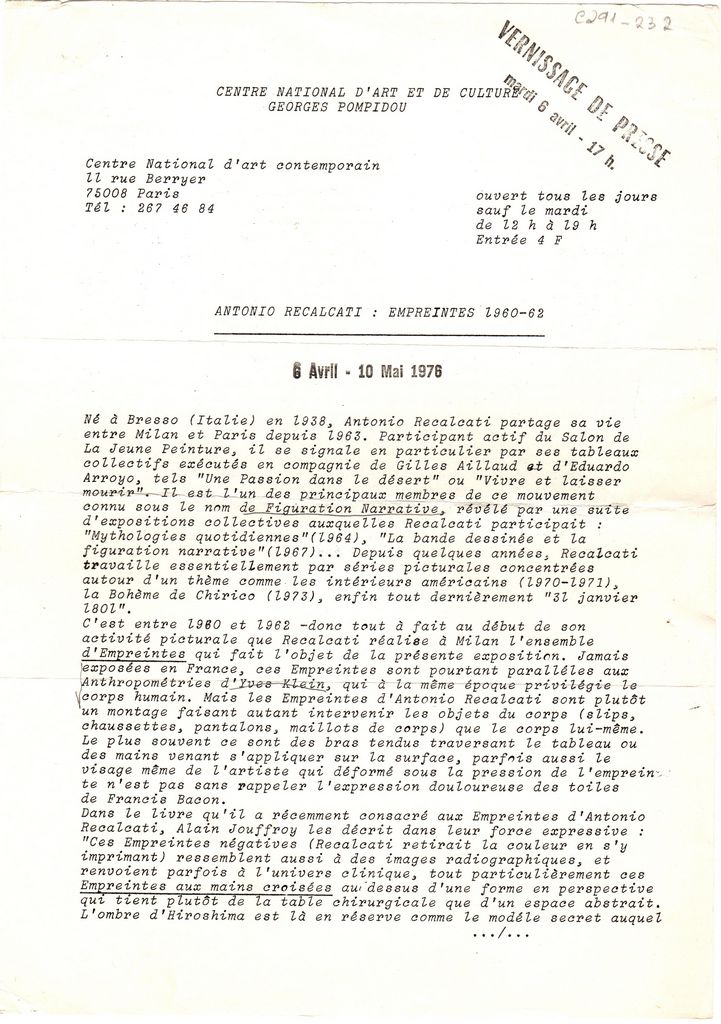 C291-232
VERNISSAGE DE PRESSE
mardi 6 avril - 17 h.
CENTRE NATIONAL D'ART ET DE CULTURE
GEORGES POMPIDOU
Centre National d'art contemporain
ll rue Berryer
75008 Paris
Tél : 267 46 84
ouvert tous les jours
sauf le mardi
de l2 h à l9 h
Entrée 4 F
ANTONIO RECALCATI : EMPREINTES l960-62
6 Avril - 10 Mai 1976
Né à Bresso (Italie) en l938, Antonio Recalcati partage sa vie
entre Milan et Paris depuis l963. Participant actif du Salon de
La Jeune Peinture, il se signale en particulier par ses tableaux
collectifs exécutés en compagnie de Gilles Aillaud et d'Eduardo
Arroyo, tels "Une Passion dans le désert" ou "Vivre et laisser
mourir". Il est l'un des principaux membres de ce mouvement
connu sous le nom de Figuration Narrative, révélé par une suite
d'expositions collectives auxquelles Recalcati participait :
"Mythologies quotidiennes"(l964), "La bande dessinée et la
figuration narrative"(l967)... Depuis quelques années, Recalcati
travaille essentiellement par séries picturales concentrées
autour d'un thème comme les intérieurs américains (l970-l971),
la Bohème de Chirico (l973), enfin tout dernièrement "3l janvier
l80l".
C'est entre l960 et l962 -donc tout à fait au début de son
activité picturale que Recalcati réalise à Milan l'ensemble
d'Empreintes qui fait l'objet de la présente exposition. Jamais
exposées en France, ces Empreintes sont pourtant paralléles aux
Anthropométries d'Yves Klein, qui à la même époque privilégie le
corps humain. Mais les Empreintes d'Antonio Recalcati sont plutôt
un montage faisant autant intervenir les objets du corps (slips,
chaussettes, pantalons, maillots de corps) que le corps lui-même.
Le plus souvent ce sont des bras tendus traversant le tableau ou
des mains venant s'appliquer sur la surface, parfois aussi le
visage même de l'artiste qui déformé sous la pression de l'emprein-
te n'est pas sans rappeler l'expression douloureuse des toiles
de Francis Bacon.
Dans le livre qu'il a récemment consacré aux Empreintes d'Antonio
Recalcati, Alain Jouffroy les décrit dans leur force expressive :
"Ces Empreintes négatives (Recalcati retirait la couleur en s'y
imprimant) ressemblent aussi à des images radiographiques, et
renvoient parfois à l'univers clinique, tout particulièrement ces
Empreintes aux mains croisées au dessus d'une forme en perspective
qui tient plutôt de la table chirurgicale que d'un espace abstrait.
L'ombre d'Hiroshima est là en réserve comme le modéle secret auquel
.../...